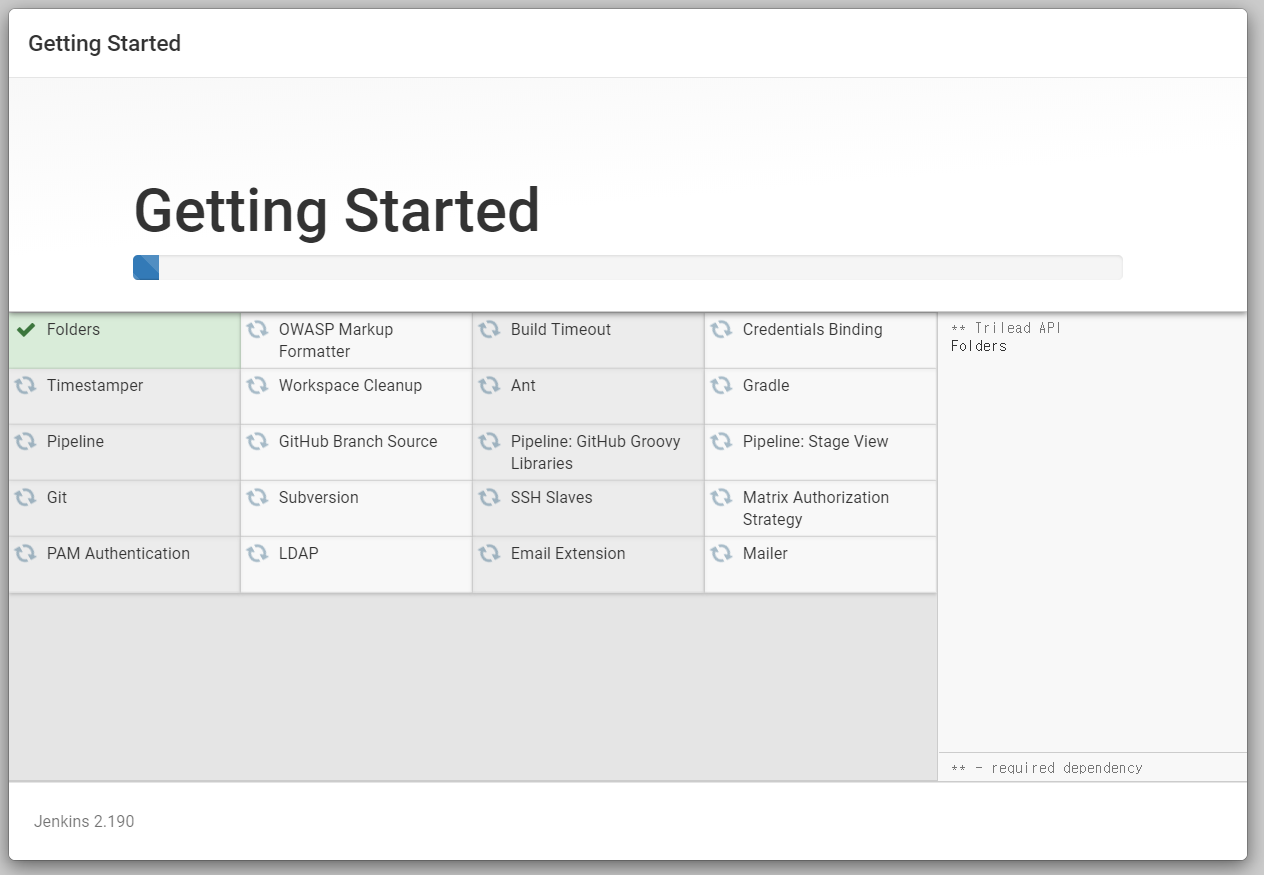 Getting Started
Getting Started
Folders
OWASP Markup
Formatter
Build Timeout
Credentials Binding
** Trilead API
Folders
Timestamper
Workspace Cleanup
Ant
Gradle
Pipeline
GitHub Branch Source
Pipeline: GitHub Groovy
Libraries
Pipeline: Stage View
Git
Subversion
SSH Slaves
Matrix Authorization
Strategy
PAM Authentication
LDAP
Email Extension
Mailer
** - required dependency
Jenkins 2.190